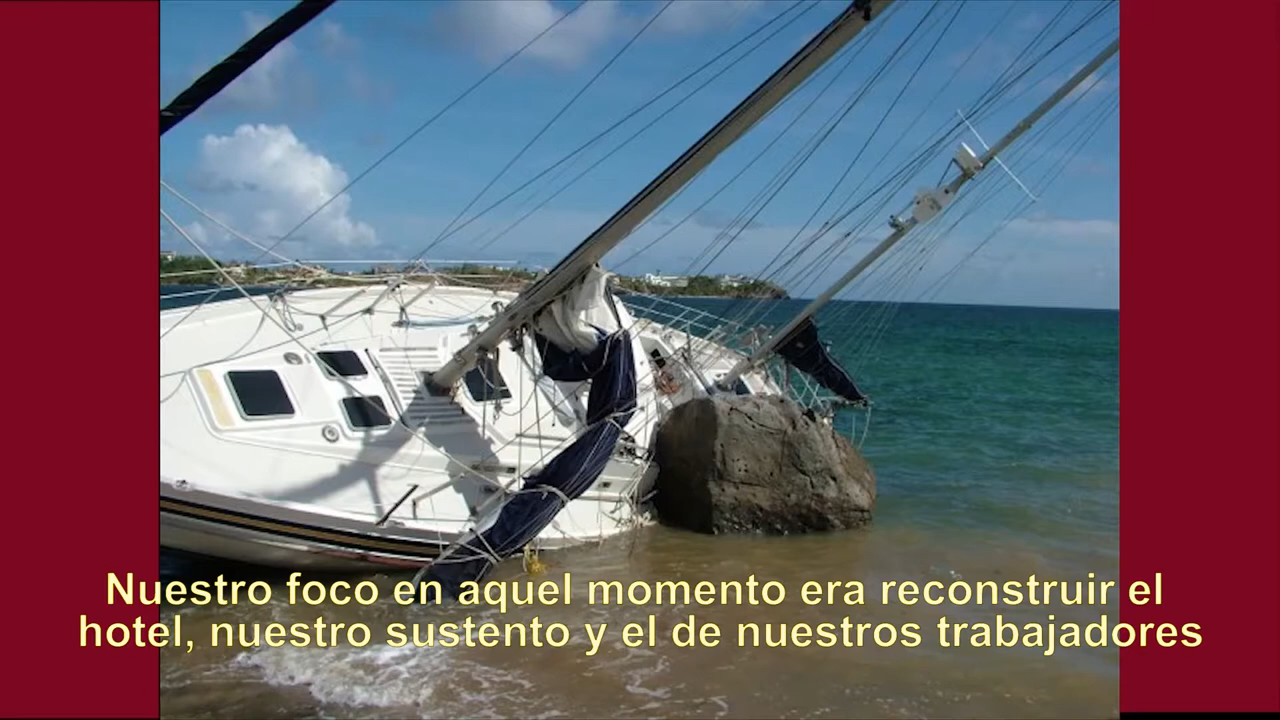 Nuestro foco en aquel momento era reconstruir el
hotel, nuestro sustento y el de nuestros trabajadores